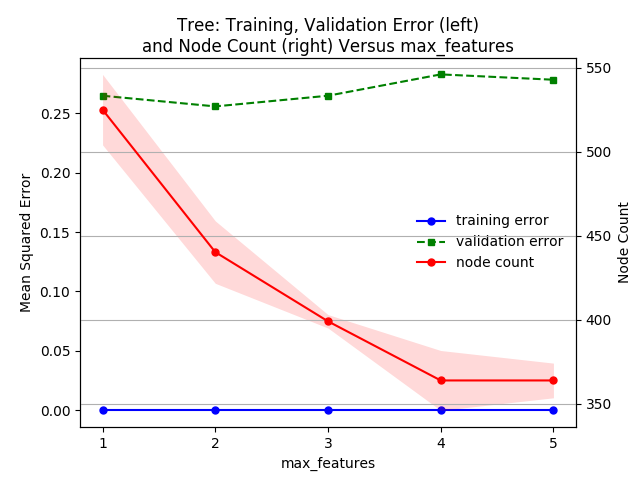 Tree: Training, Validation Error (left)
and Node Count (right) Versus max_features
Mean Squared Error
0.25
0.20
0.15
0.10
0.05
0.00
550
500
450
400
350
Node Count
training error
validation error
node count
1 2 3 4 5
max_features